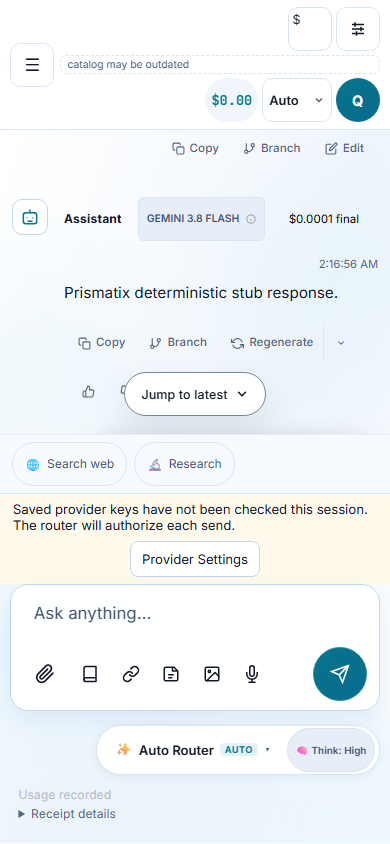 $
catalog may be outdated
$0.00
Auto
Q
Copy
Branch
Edit
Assistant
GEMINI 3.8 FLASH
$0.0001 final
2:16:56 AM
Prismatix deterministic stub response.
Copy
Branch
Regenerate
Jump to latest
Search web
Research
Saved provider keys have not been checked this session.
The router will authorize each send.
Provider Settings
Ask anything...
Auto Router
AUTO
Think: High
Usage recorded
Receipt details